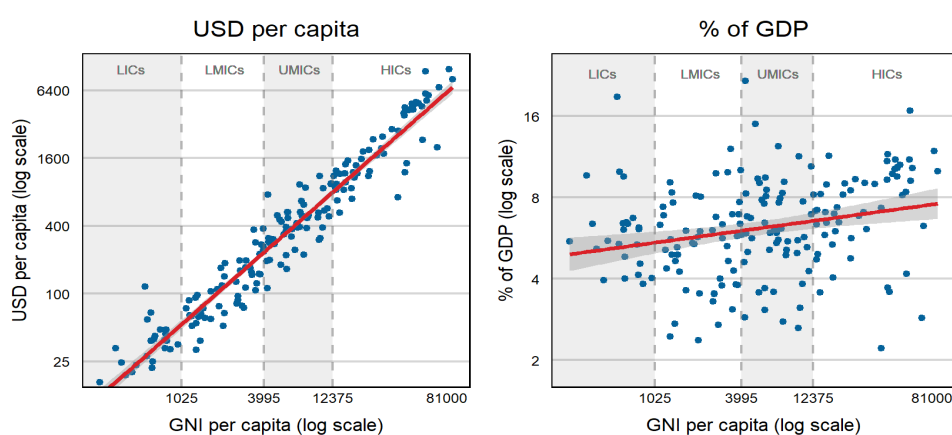 USD per capita
LICs LMICs UMICs HICs
6400
1600
400
100
25
USD per capita (log scale)
1025 3995 12375 81000
GNI per capita (log scale)
% of GDP
LICs LMICs UMICs HICs
16
8
4
2
% of GDP (log scale)
1025 3995 12375 81000
GNI per capita (log scale)